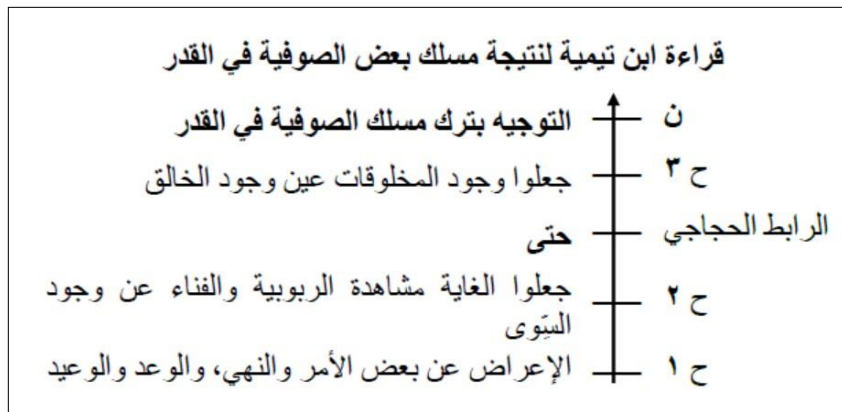 قراءة ابن تيمية لنتيجة مسلك بعض الصوفية في القدر
ن التوجيه بترك مسلك الصوفية في القدر
ح ٣ جعلوا وجود المخلوقات عين وجود الخالق
الرابط الحجاجي حتى
ح ٢ جعلوا الغاية مشاهدة الربوبية والفناء عن وجود
السِّوى
ح ١ الإعراض عن بعض الأمر والنهي، والوعد والوعيد